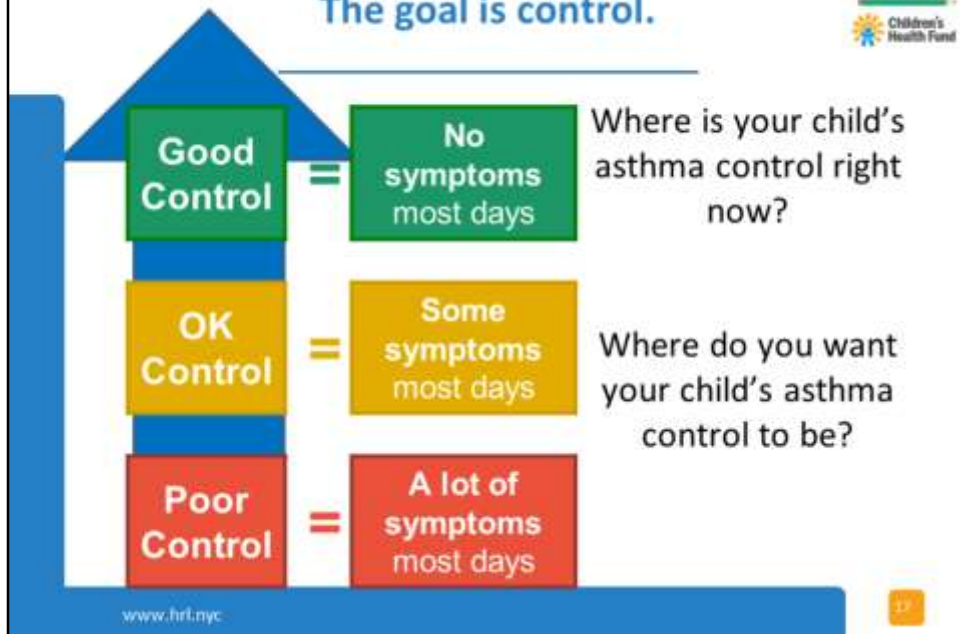 The goal is control.
Children's
Health Fund
Good
Control
=
No
symptoms
most days
Where is your child's
asthma control right
now?
OK
Control
=
Some
symptoms
most days
Where do you want
your child's asthma
control to be?
Poor
Control
=
A lot of
symptoms
most days
www.hrl.nyc
17